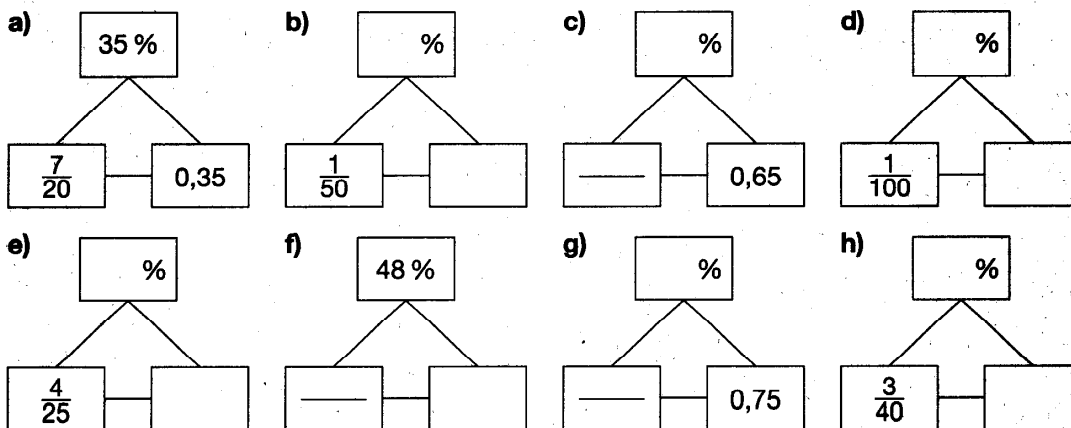 a) b) c) d)
35 % % % %
7/20 0,35 1/50 0,65 1/100
e) f) g) h)
% 48 % % %
4/25 0,75 3/40